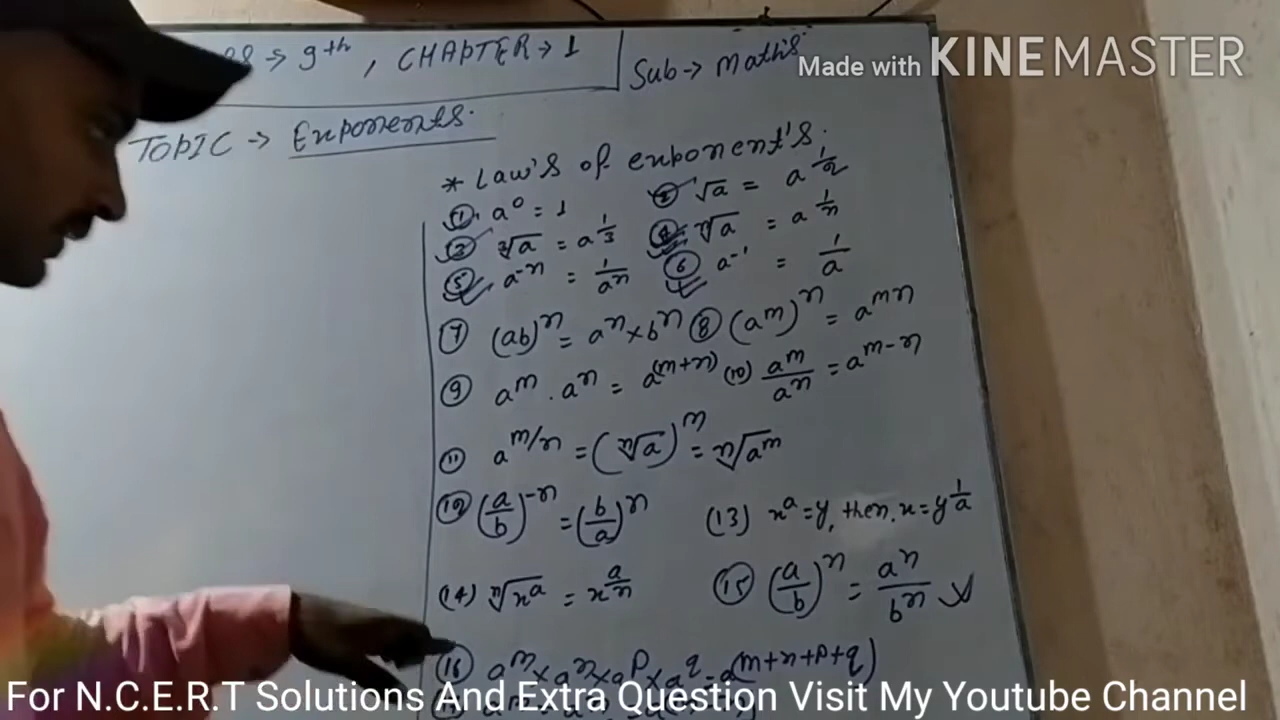 → 9th, CHAPTER → 1
Sub → Math's
Made with KINEMASTER
TOPIC → Exponents.
* Law's of exponent's.
① a⁰ = 1 ② √a = a^(1/2)
③ ∛a = a^(1/3) ④ ⁿ√a = a^(1/n)
⑤ a⁻ⁿ = 1/aⁿ ⑥ a⁻¹ = 1/a
⑦ (ab)ⁿ = aⁿ × bⁿ ⑧ (aᵐ)ⁿ = aᵐⁿ
⑨ aᵐ . aⁿ = a^(m+n) (10) aᵐ/aⁿ = a^(m-n)
⑪ a^(m/n) = (ⁿ√a)ᵐ = ⁿ√aᵐ
⑫ (a/b)⁻ⁿ = (b/a)ⁿ (13) xᵃ = y, then. x = y^(1/a)
(14) ⁿ√xᵃ = x^(a/n) ⑮ (a/b)ⁿ = aⁿ/bⁿ
⑯ aᵐ × aⁿ × aᵖ × a^q = a^(m+n+p+q)
For N.C.E.R.T Solutions And Extra Question Visit My Youtube Channel